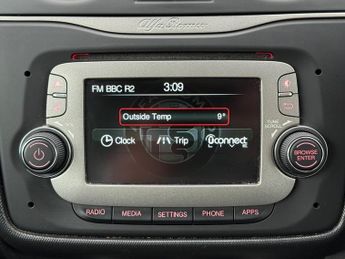 Alfa Romeo
FM BBC R2 3:09
Outside Temp 9°
Clock Trip uconnect
TUNE
SCROLL
BROWSE
ENTER
RADIO MEDIA SETTINGS PHONE APPS